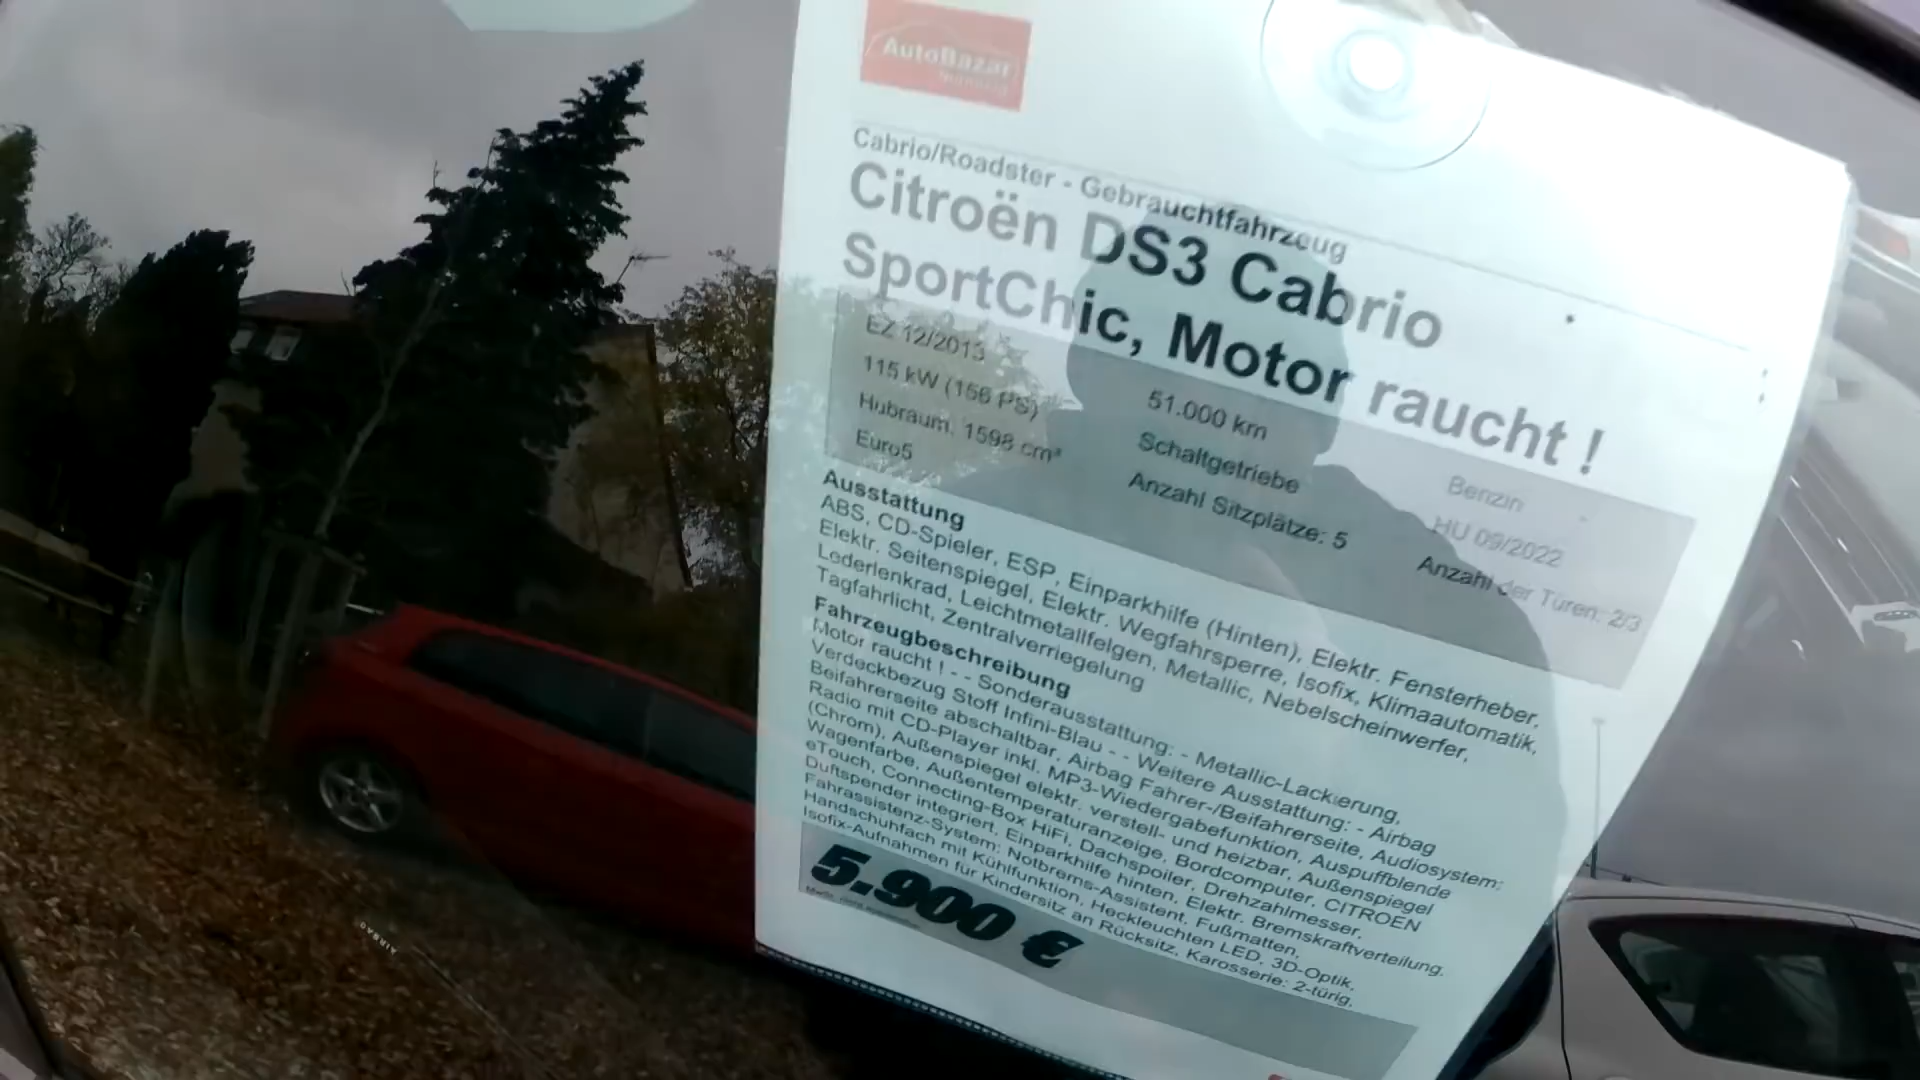 AutoBazar
Cabrio/Roadster - Gebrauchtfahrzeug
Citroën DS3 Cabrio
SportChic, Motor raucht !
EZ 12/2013
51.000 km
Benzin
115 kW (156 PS)
Schaltgetriebe
HU 09/2022
Hubraum: 1598 cm³
Anzahl Sitzplätze: 5
Anzahl der Türen: 2/3
Euro5
Ausstattung
ABS, CD-Spieler, ESP, Einparkhilfe (Hinten), Elektr. Fensterheber,
Elektr. Seitenspiegel, Elektr. Wegfahrsperre, Isofix, Klimaautomatik,
Lederlenkrad, Leichtmetallfelgen, Metallic, Nebelscheinwerfer,
Tagfahrlicht, Zentralverriegelung
Fahrzeugbeschreibung
Motor raucht ! - - Sonderausstattung: - Metallic-Lackierung,
Verdeckbezug Stoff Infini-Blau - - Weitere Ausstattung: - Airbag
Beifahrerseite abschaltbar, Airbag Fahrer-/Beifahrerseite, Audiosystem:
Radio mit CD-Player inkl. MP3-Wiedergabefunktion, Auspuffblende
(Chrom), Außenspiegel elektr. verstell- und heizbar, Außenspiegel
Wagenfarbe, Außentemperaturanzeige, Bordcomputer, CITROEN
eTouch, Connecting-Box HiFi, Dachspoiler, Drehzahlmesser,
Duftspender integriert, Einparkhilfe hinten, Elektr. Bremskraftverteilung,
Fahrassistenz-System: Notbrems-Assistent, Fußmatten,
Handschuhfach mit Kühlfunktion, Heckleuchten LED, 3D-Optik,
Isofix-Aufnahmen für Kindersitz an Rücksitz, Karosserie: 2-türig,
5.900 €
AIRBAG